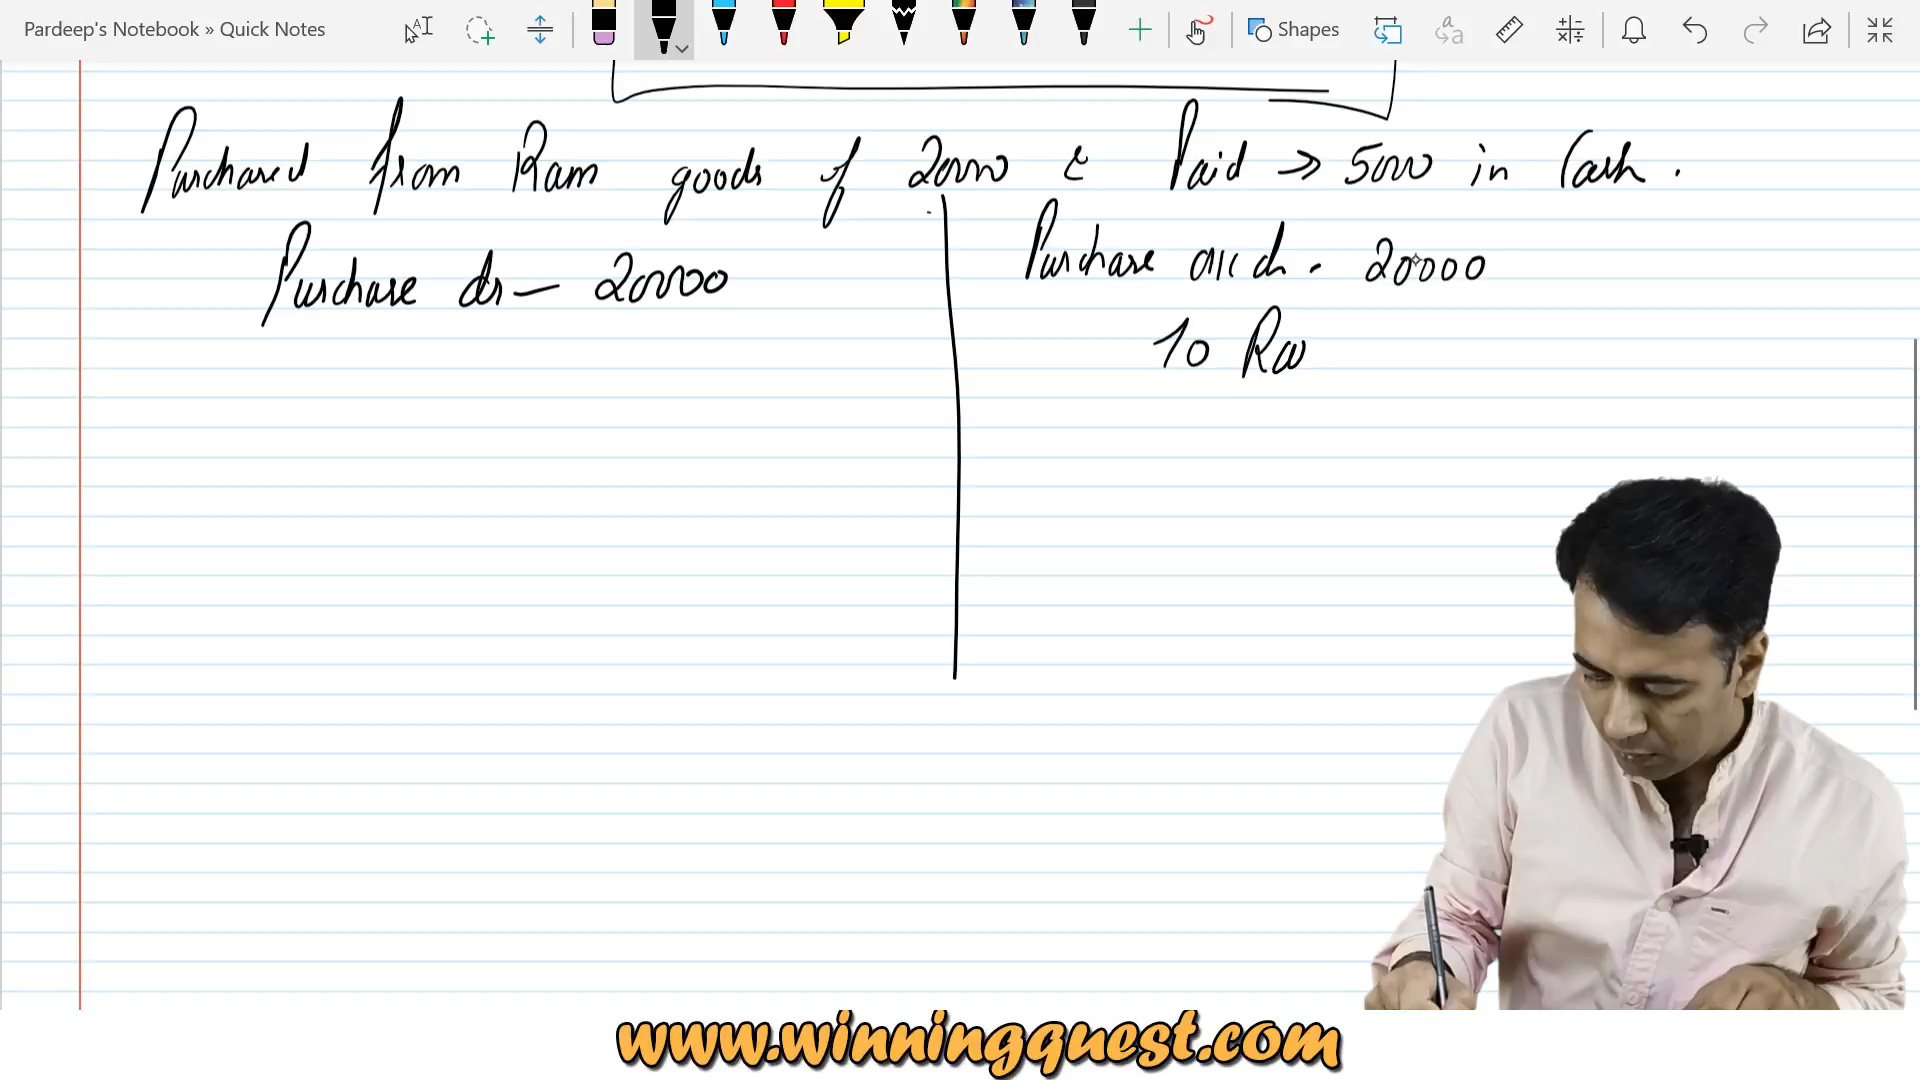 Pardeep's Notebook » Quick Notes
Shapes
Purchased from Ram goods of 20000 & Paid → 5000 in Cash.
Purchase dr — 20000
Purchase a/c dr. 20000
To Ra
www.winningquest.com